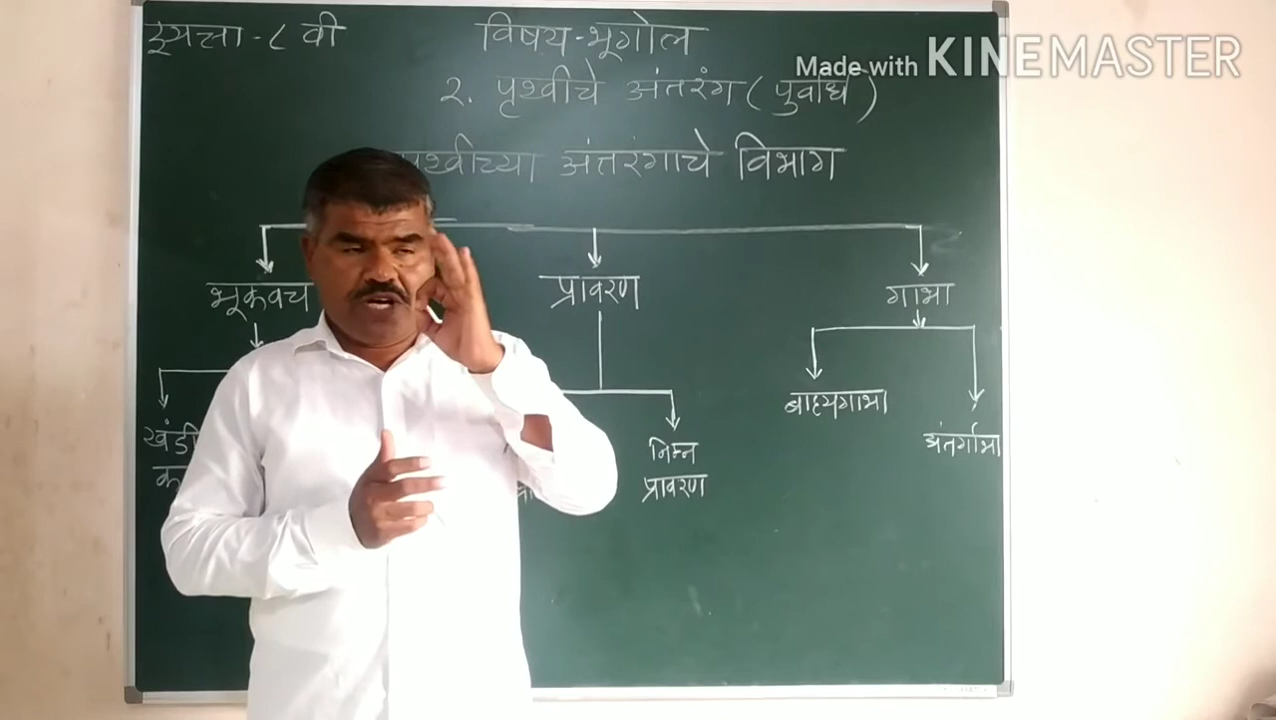 इयत्ता - ८ वी विषय - भूगोल
Made with KINEMASTER
२. पृथ्वीचे अंतरंग ( पुर्वार्ध )
अंतरंगाचे विभाग
भूकवच प्रावरण गाभा
बाह्यगाभा
निम्न अंतर्गाभा
प्रावरण